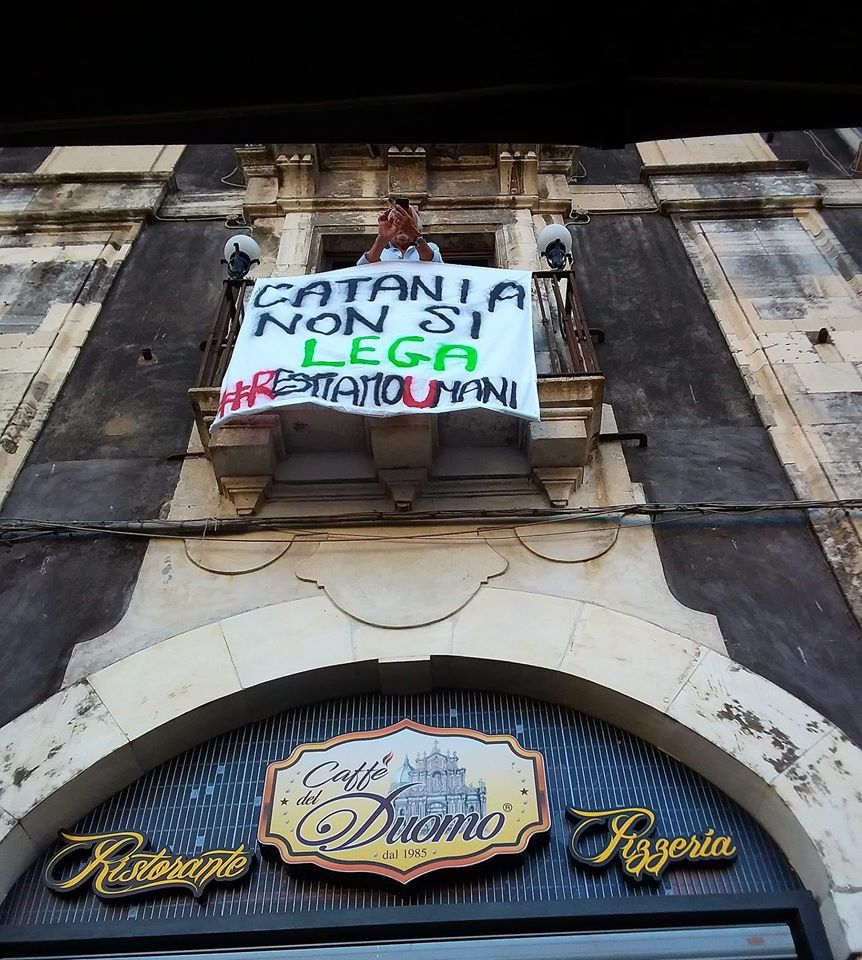 CATANIA
NON SI
LEGA
#RESTIAMOUMANI
Caffè
del
Duomo®
dal 1985
Ristorante
Pizzeria